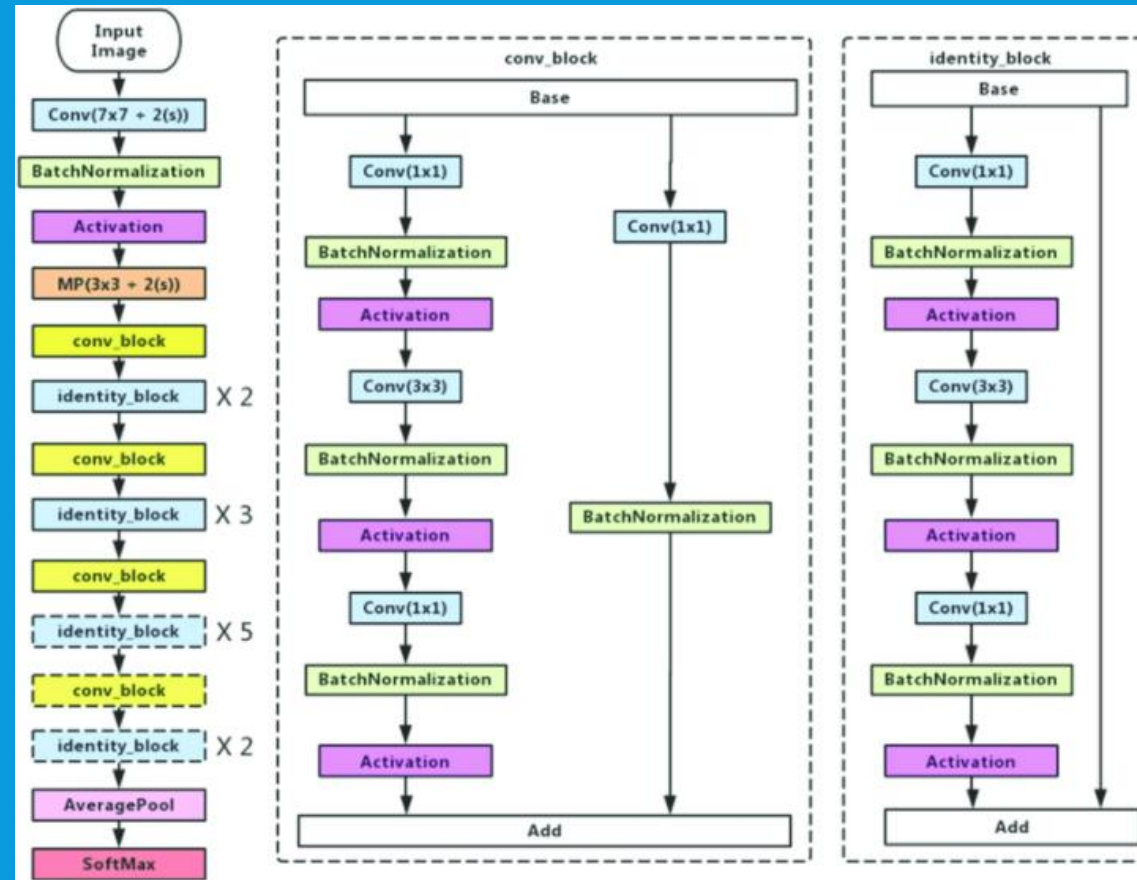 Input
Image
Conv(7x7 + 2(s))
BatchNormalization
Activation
MP(3x3 + 2(s))
conv_block
identity_block X 2
conv_block
identity_block X 3
conv_block
identity_block X 5
conv_block
identity_block X 2
AveragePool
SoftMax
conv_block
Base
Conv(1x1)
BatchNormalization
Activation
Conv(3x3)
BatchNormalization
Activation
Conv(1x1)
BatchNormalization
Activation
Conv(1x1)
BatchNormalization
Add
identity_block
Base
Conv(1x1)
BatchNormalization
Activation
Conv(3x3)
BatchNormalization
Activation
Conv(1x1)
BatchNormalization
Activation
Add